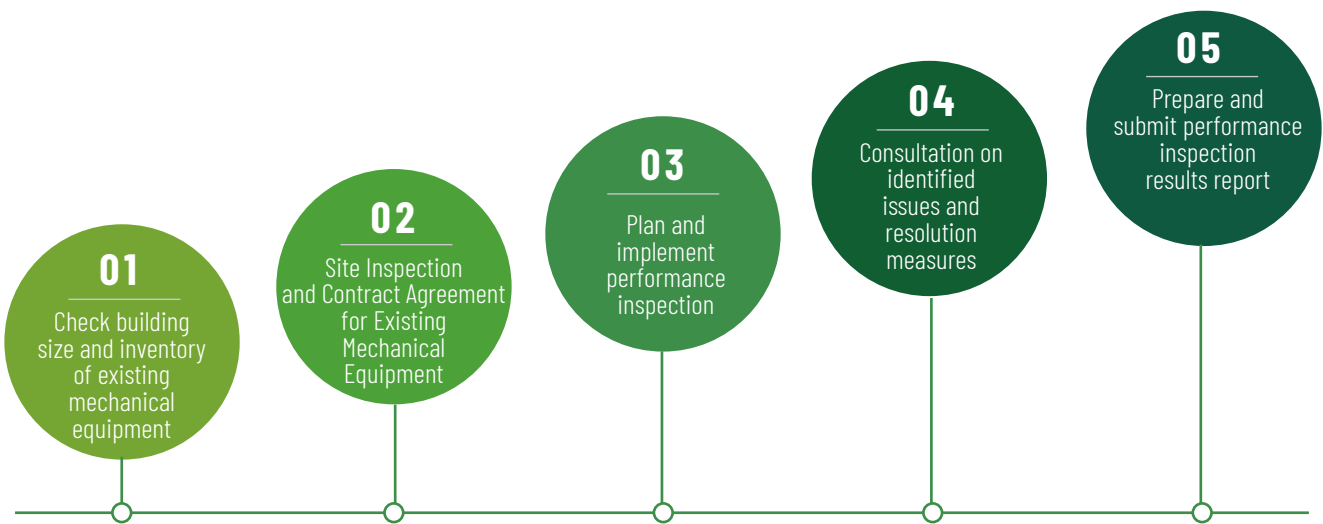 01
Check building
size and inventory
of existing
mechanical
equipment
02
Site Inspection
and Contract Agreement
for Existing
Mechanical
Equipment
03
Plan and
implement
performance
inspection
04
Consultation on
identified
issues and
resolution
measures
05
Prepare and
submit performance
inspection
results report